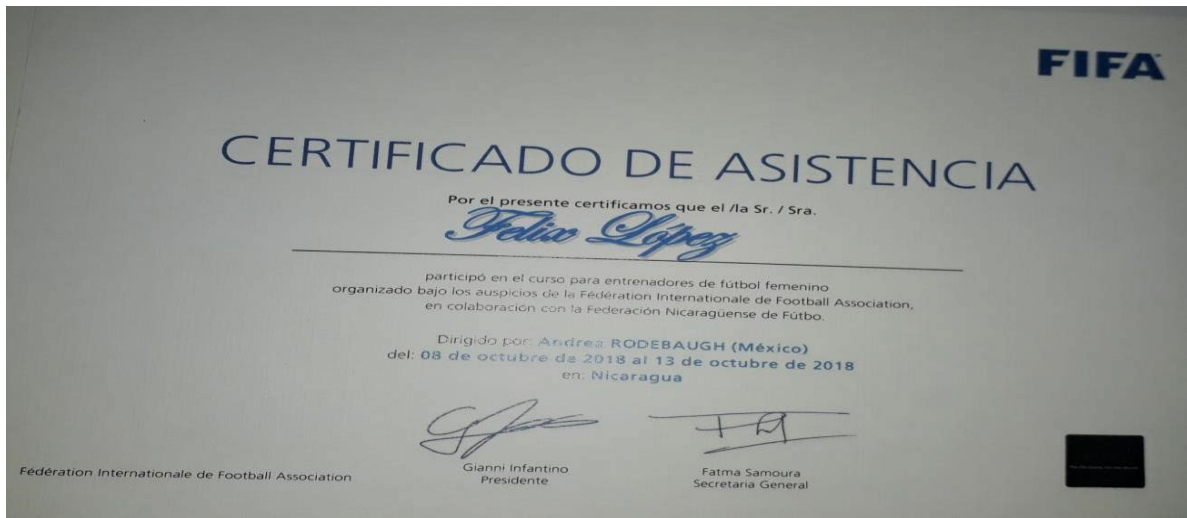 FIFA
CERTIFICADO DE ASISTENCIA
Por el presente certificamos que el /la Sr. / Sra.
Felix López
participó en el curso para entrenadores de fútbol femenino
organizado bajo los auspicios de la Fédération Internationale de Football Association,
en colaboración con la Federación Nicaragüense de Fútbo.
Dirigido por: Andrea RODEBAUGH (México)
del: 08 de octubre de 2018 al 13 de octubre de 2018
en: Nicaragua
Gianni Infantino
Presidente
Fatma Samoura
Secretaria General
Fédération Internationale de Football Association